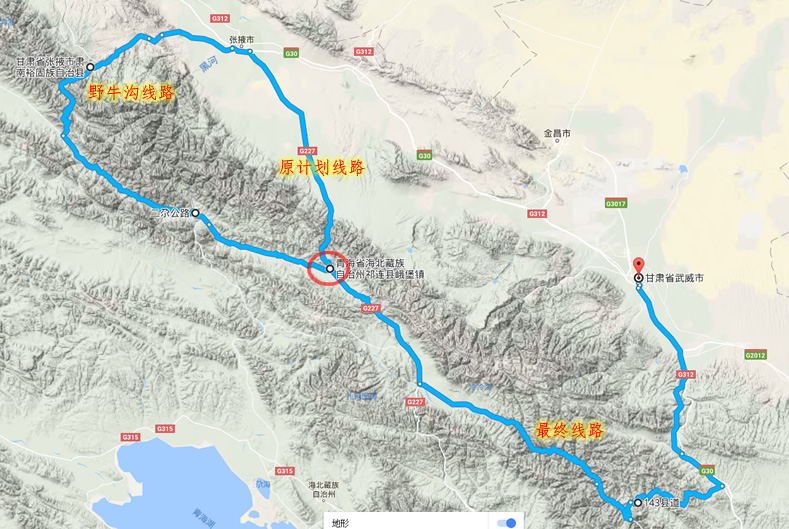 G312
张掖市
G30
G312
甘肃省张掖市肃
南裕固族自治县
黑河
野牛沟线路
金昌市
G227
原计划线路
G30
G3017
G312
二尕公路
青海省海北藏族
自治州祁连县峨堡镇
甘肃省武威市
G227
G2012
G312
G227
最终线路
G315
G315
G315
G30
海北藏族
自治州
143县道
青海湖
地形